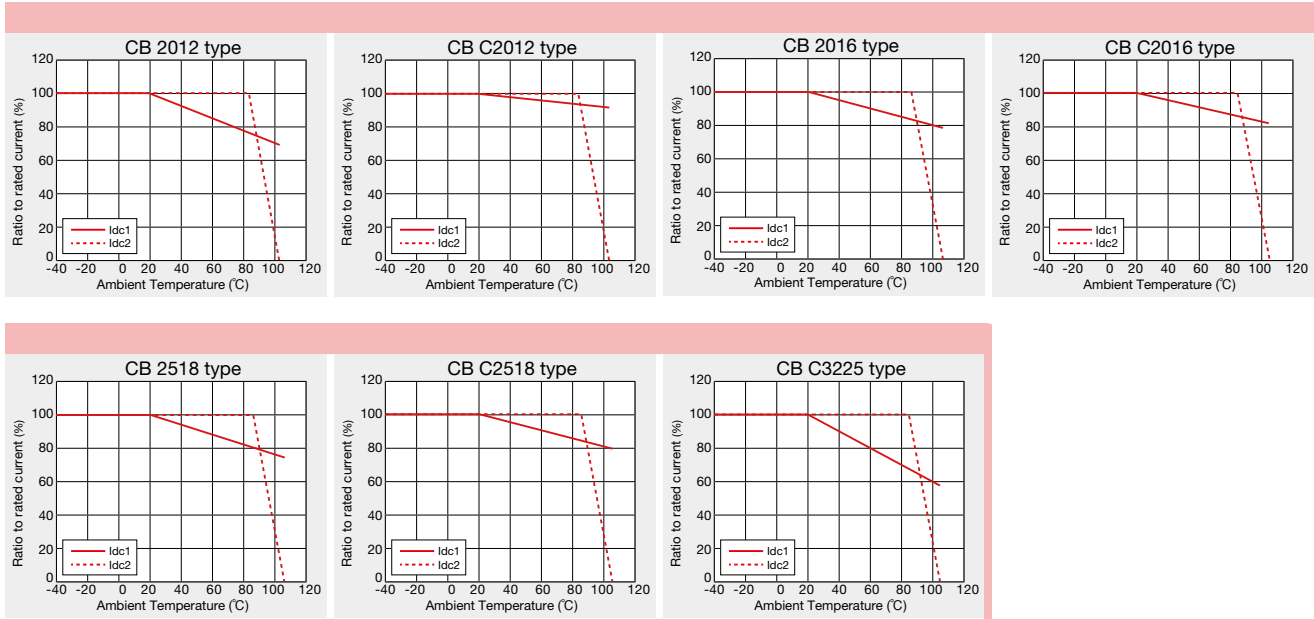 CB 2012 type
120
100
80
60
40
20
0
Ratio to rated current (%)
Idc1
Idc2
-40 -20 0 20 40 60 80 100 120
Ambient Temperature (℃)
CB C2012 type
120
100
80
60
40
20
0
Ratio to rated current (%)
Idc1
Idc2
-40 -20 0 20 40 60 80 100 120
Ambient Temperature (℃)
CB 2016 type
120
100
80
60
40
20
0
Ratio to rated current (%)
Idc1
Idc2
-40 -20 0 20 40 60 80 100 120
Ambient Temperature (℃)
CB C2016 type
120
100
80
60
40
20
0
Ratio to rated current (%)
Idc1
Idc2
-40 -20 0 20 40 60 80 100 120
Ambient Temperature (℃)
CB 2518 type
120
100
80
60
40
20
0
Ratio to rated current (%)
Idc1
Idc2
-40 -20 0 20 40 60 80 100 120
Ambient Temperature (℃)
CB C2518 type
120
100
80
60
40
20
0
Ratio to rated current (%)
Idc1
Idc2
-40 -20 0 20 40 60 80 100 120
Ambient Temperature (℃)
CB C3225 type
120
100
80
60
40
20
0
Ratio to rated current (%)
Idc1
Idc2
-40 -20 0 20 40 60 80 100 120
Ambient Temperature (℃)